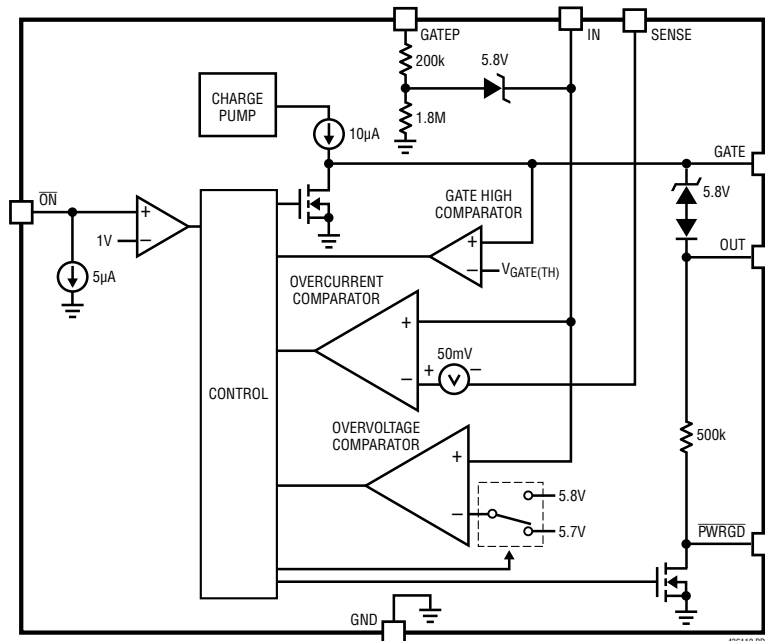 GATEP
IN
SENSE
200k
5.8V
CHARGE
PUMP
1.8M
10µA
GATE
ON
+
1V
–
5µA
GATE HIGH
COMPARATOR
+
–
VGATE(TH)
5.8V
OUT
OVERCURRENT
COMPARATOR
+
50mV
+
–
–
V
CONTROL
OVERVOLTAGE
COMPARATOR
+
–
5.8V
5.7V
500k
PWRGD
GND